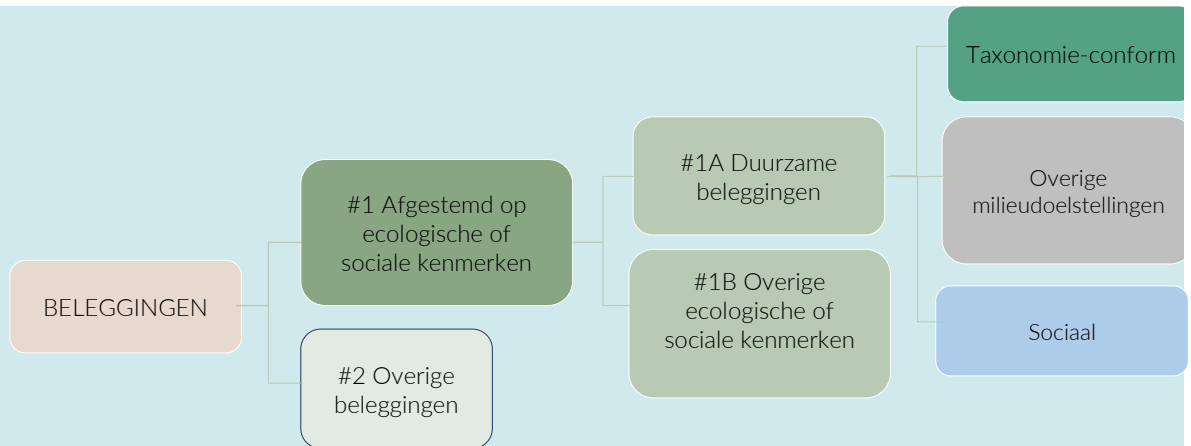 BELEGGINGEN
#1 Afgestemd op
ecologische of
sociale kenmerken
#2 Overige
beleggingen
#1A Duurzame
beleggingen
#1B Overige
ecologische of
sociale kenmerken
Taxonomie-conform
Overige
milieudoelstellingen
Sociaal